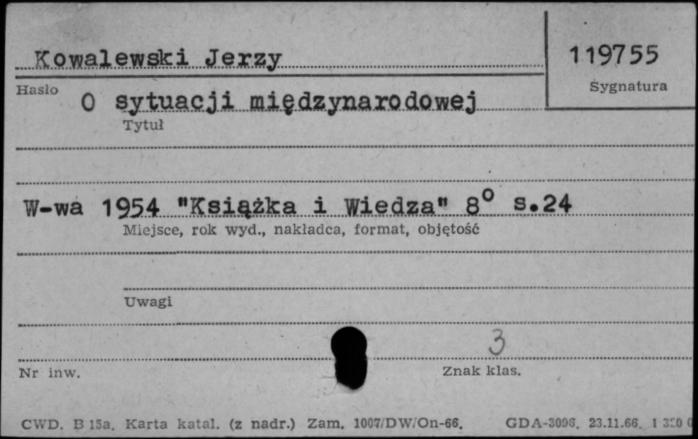 Kowalewski Jerzy
119755
Hasło
Sygnatura
O sytuacji międzynarodowej
Tytuł
W-wa 1954 "Książka i Wiedza" 8° s.24
Miejsce, rok wyd., nakładca, format, objętość
Uwagi
3
Nr inw.
Znak klas.
CWD. B 15a. Karta katal. (z nadr.) Zam. 1007/DW/On-66. GDA-3096. 23.11.66.